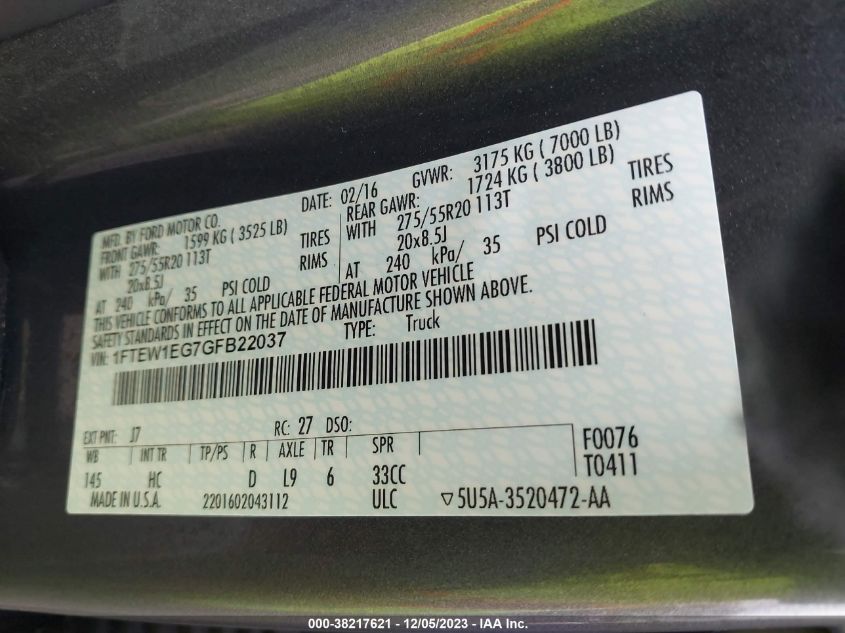 MFD. BY FORD MOTOR CO. DATE: 02/16 GVWR: 3175 KG ( 7000 LB)
FRONT GAWR: 1599 KG ( 3525 LB) REAR GAWR: 1724 KG ( 3800 LB)
WITH 275/55R20 113T TIRES WITH 275/55R20 113T TIRES
20x8.5J RIMS 20x8.5J RIMS
AT 240 kPa/ 35 PSI COLD AT 240 kPa/ 35 PSI COLD
THIS VEHICLE CONFORMS TO ALL APPLICABLE FEDERAL MOTOR VEHICLE
SAFETY STANDARDS IN EFFECT ON THE DATE OF MANUFACTURE SHOWN ABOVE.
VIN: 1FTEW1EG7GFB22037 TYPE: Truck
EXT PNT: J7 RC: 27 DSO:
WB INT TR TP/PS R AXLE TR SPR F0076
145 HC D L9 6 33CC T0411
MADE IN U.S.A. 2201602043112 ULC ▽5U5A-3520472-AA
000-38217621 - 12/05/2023 - IAA Inc.